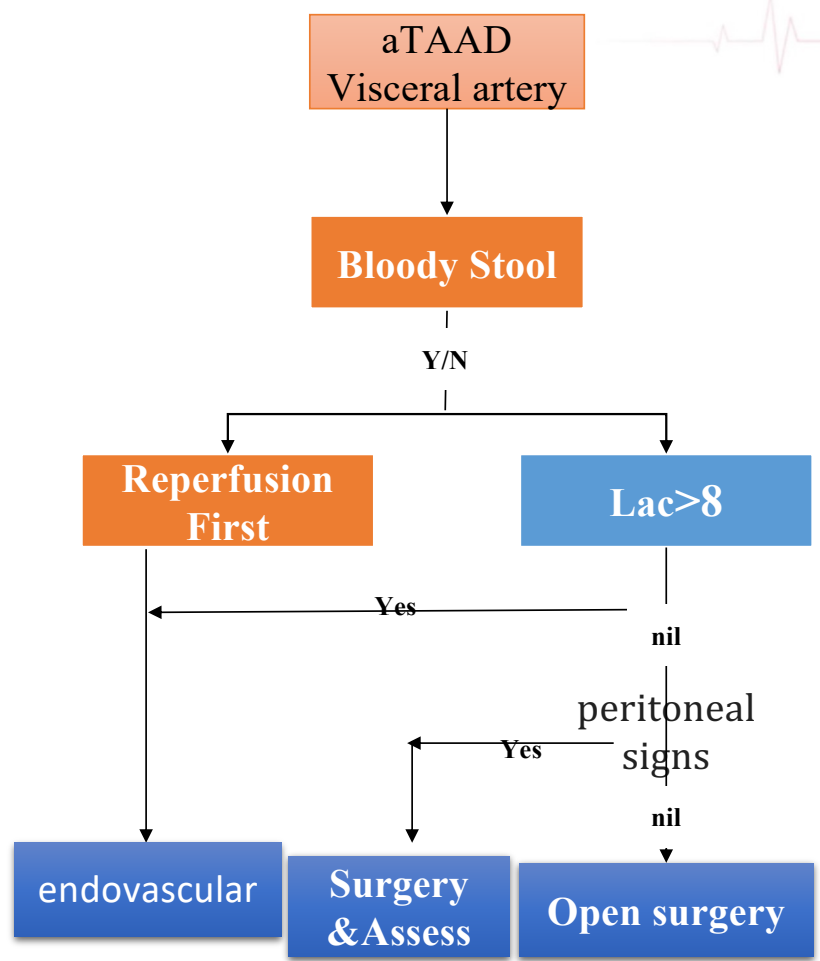 aTAAD
Visceral artery
Bloody Stool
Y/N
Reperfusion
First
Lac>8
Yes
nil
peritoneal
signs
Yes
nil
endovascular
Surgery
&Assess
Open surgery